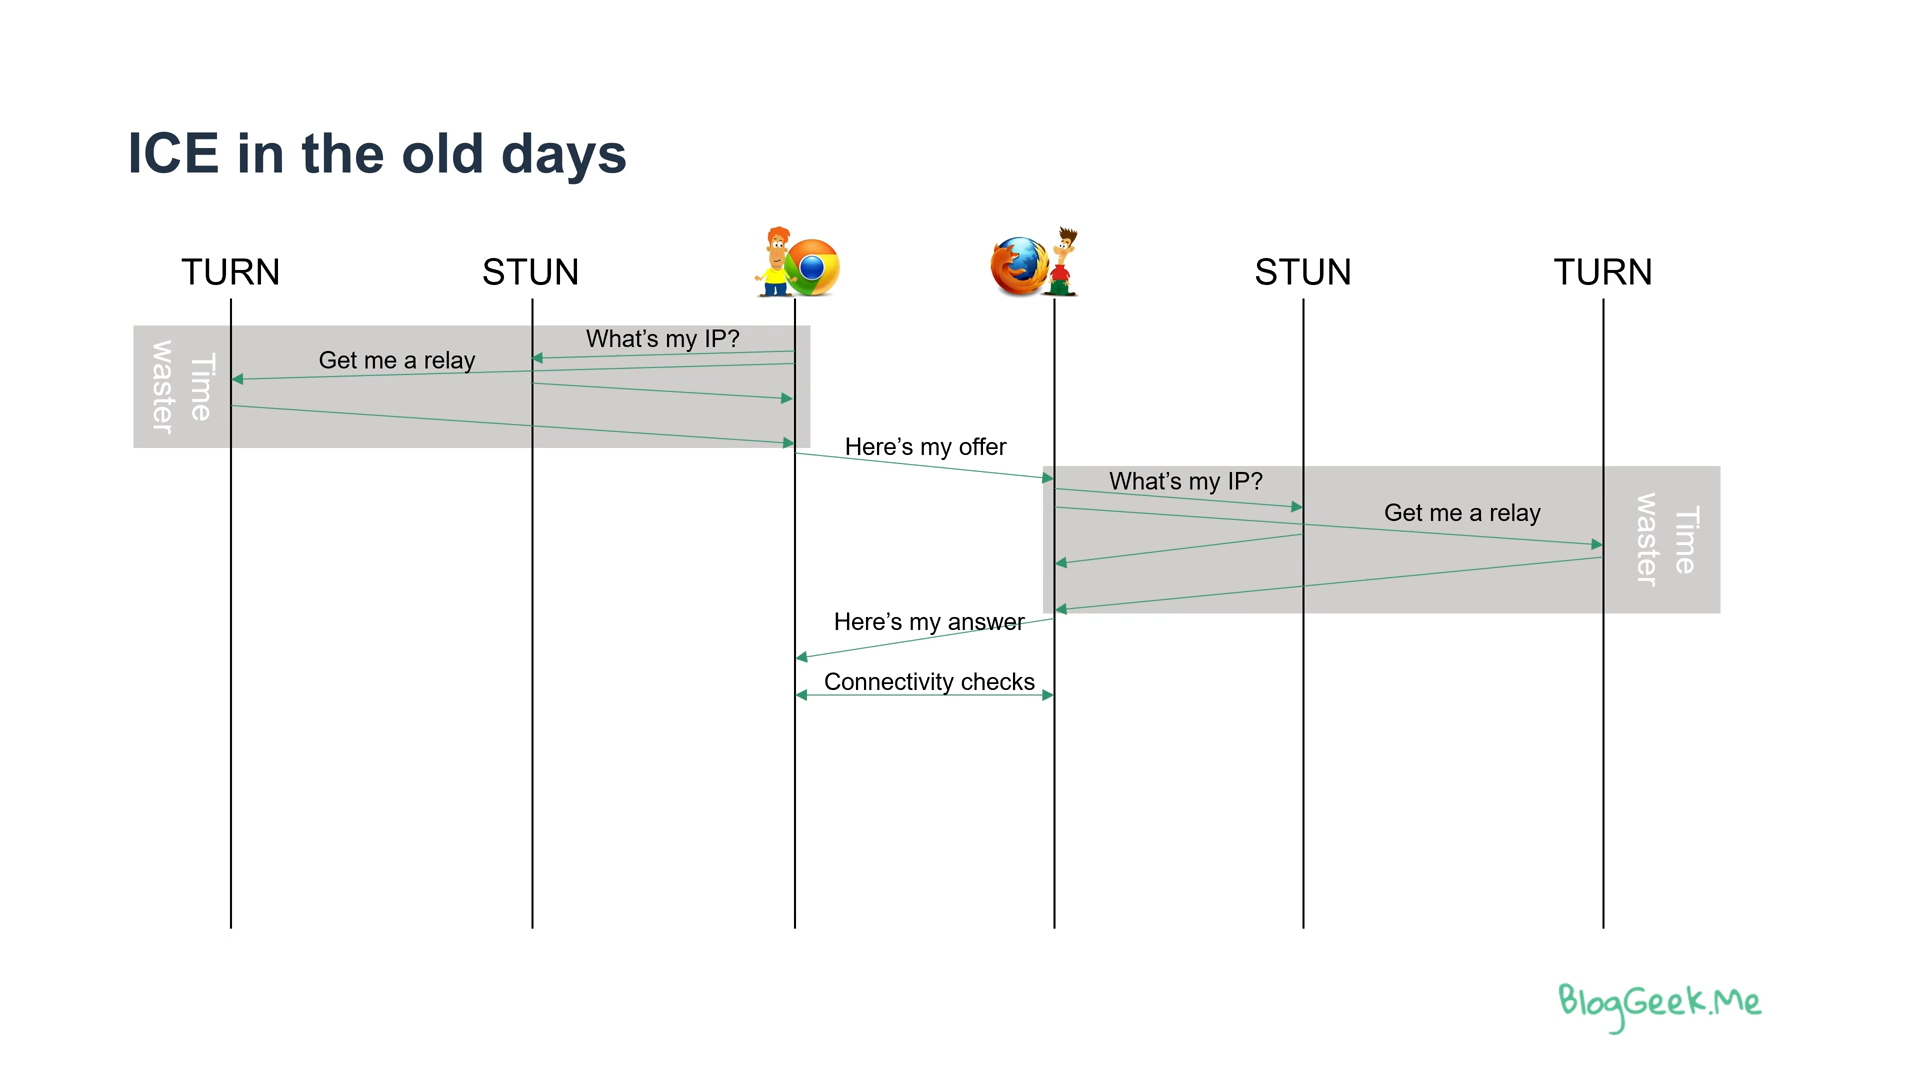 ICE in the old days
TURN
STUN
STUN
TURN
What’s my IP?
Get me a relay
Time
waster
Here’s my offer
What’s my IP?
Get me a relay
Time
waster
Here’s my answer
Connectivity checks
BlogGeek.Me